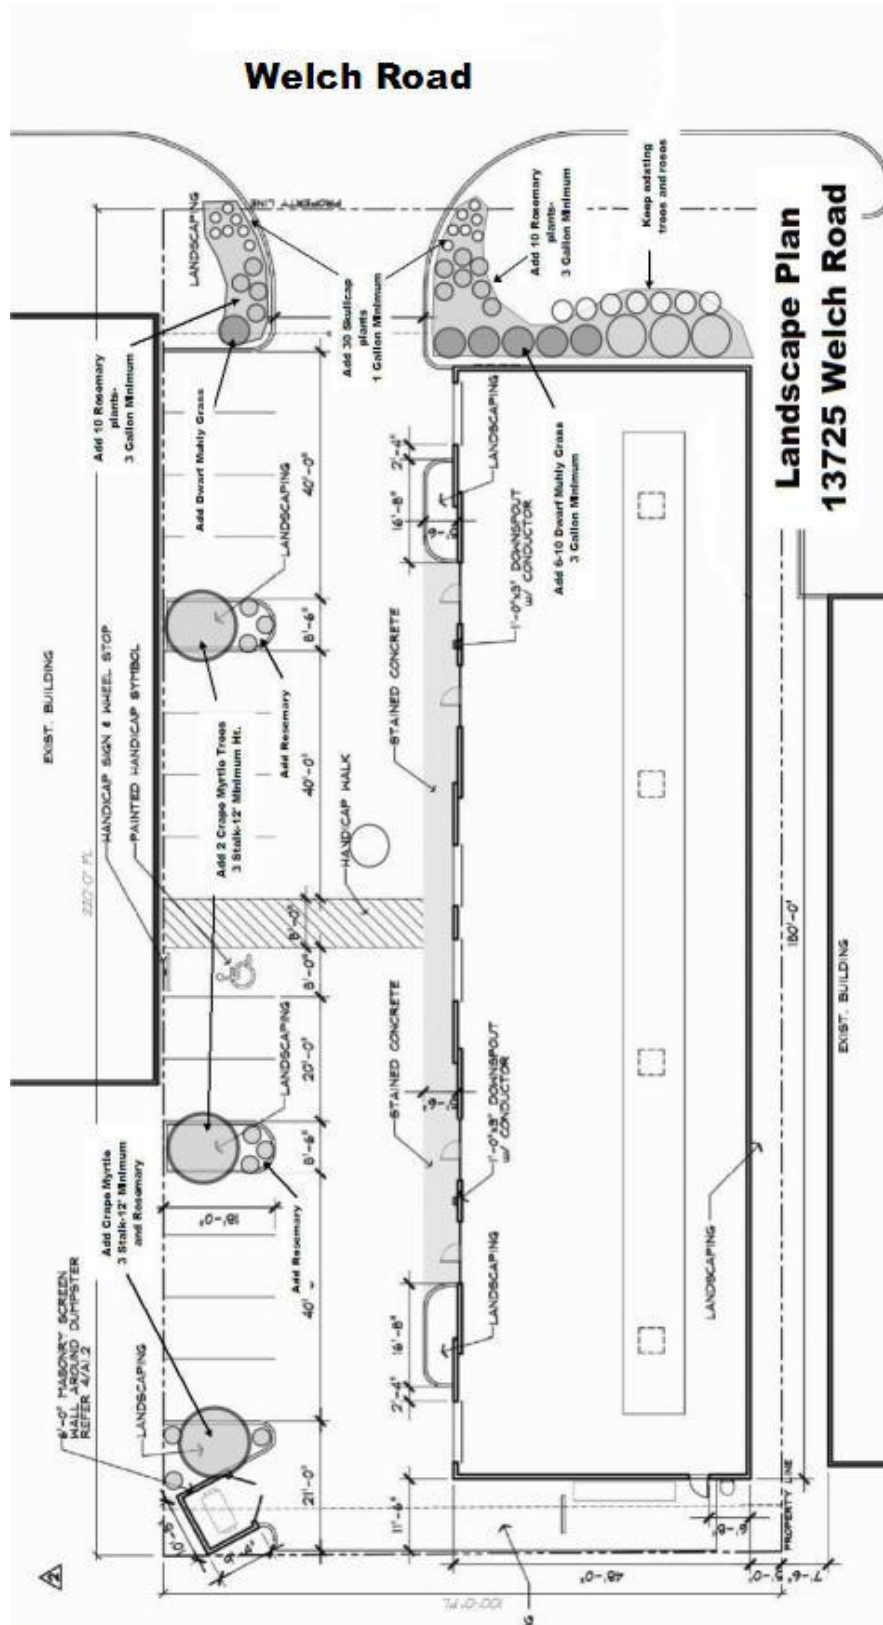 Welch Road
Landscape Plan
13725 Welch Road
LANDSCAPING
PROPERTY LINE
Add 10 Rosemary
plants-
3 Gallon Minimum
Keep existing
trees and roses
Add 30 Skullcap
plants
1 Gallon Minimum
Add 10 Rosemary
plants-
3 Gallon Minimum
Add Dwarf Muhly Grass
40'-0"
LANDSCAPING
2'-4"
16'-8"
LANDSCAPING
Add 6-10 Dwarf Muhly Grass
3 Gallon Minimum
1'-0"x3" DOWNSPOUT
w/ CONDUCTOR
EXIST. BUILDING
HANDICAP SIGN & WHEEL STOP
PAINTED HANDICAP SYMBOL
8'-6"
Add 2 Crape Myrtle Trees
3 Stalk-12' Minimum Ht.
Add Rosemary
40'-0"
STAINED CONCRETE
HANDICAP WALK
220'-0" PL
8'-0"
8'-0"
20'-0"
LANDSCAPING
STAINED CONCRETE
180'-0"
EXIST. BUILDING
8'-6"
1'-0"x3" DOWNSPOUT
w/ CONDUCTOR
Add Crape Myrtle
3 Stalk-12' Minimum
and Rosemary
18'-0"
Add Rosemary
40'
LANDSCAPING
16'-8"
2'-4"
LANDSCAPING
6'-0" MASONRY SCREEN
WALL AROUND DUMPSTER
REFER 4/A1.2
LANDSCAPING
21'-0"
11'-6"
PROPERTY LINE
2
48'-0"
7'-6"
100'-0" PL